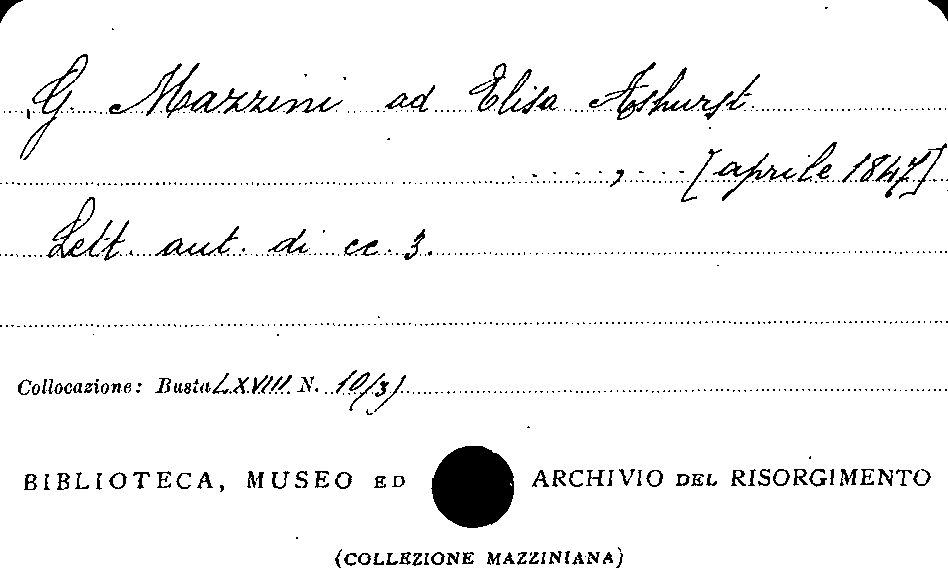 G. Mazzini ad Elisa Ashurst
....., ... [aprile 1847]
Lett. aut. di cc. 3.
Collocazione: Busta LXVIII N. 10(3)
BIBLIOTECA, MUSEO ED ARCHIVIO DEL RISORGIMENTO
(COLLEZIONE MAZZINIANA)